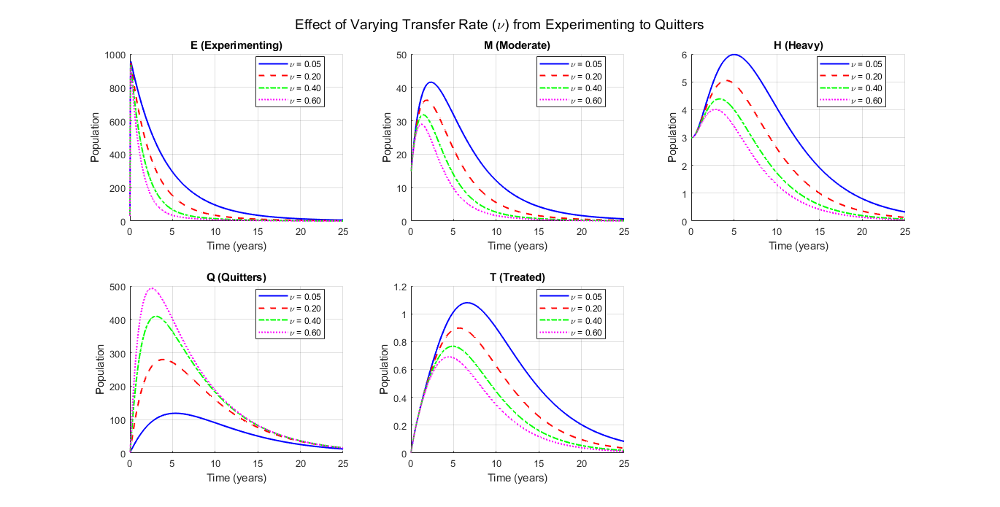 Effect of Varying Transfer Rate (ν) from Experimenting to Quitters
E (Experimenting)
1000
800
600
400
200
0
Population
0 5 10 15 20 25
Time (years)
ν = 0.05
ν = 0.20
ν = 0.40
ν = 0.60
M (Moderate)
50
40
30
20
10
0
Population
0 5 10 15 20 25
Time (years)
ν = 0.05
ν = 0.20
ν = 0.40
ν = 0.60
H (Heavy)
6
5
4
3
2
1
0
Population
0 5 10 15 20 25
Time (years)
ν = 0.05
ν = 0.20
ν = 0.40
ν = 0.60
Q (Quitters)
500
400
300
200
100
0
Population
0 5 10 15 20 25
Time (years)
ν = 0.05
ν = 0.20
ν = 0.40
ν = 0.60
T (Treated)
1.2
1
0.8
0.6
0.4
0.2
0
Population
0 5 10 15 20 25
Time (years)
ν = 0.05
ν = 0.20
ν = 0.40
ν = 0.60